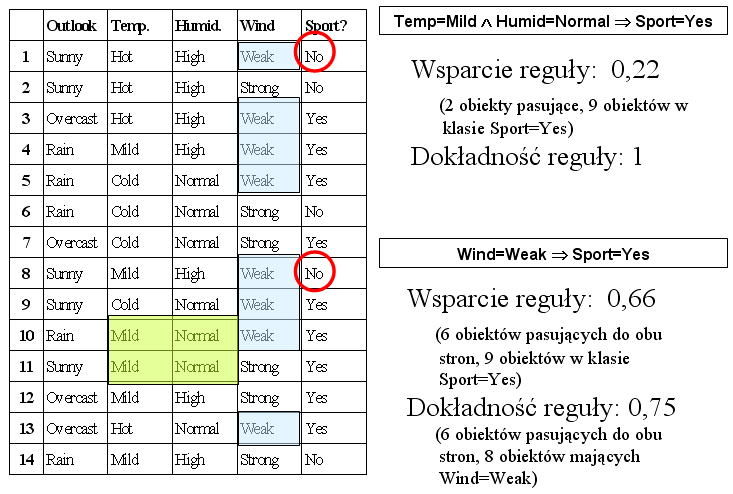 Outlook Temp. Humid. Wind Sport?
1 Sunny Hot High Weak No
2 Sunny Hot High Strong No
3 Overcast Hot High Weak Yes
4 Rain Mild High Weak Yes
5 Rain Cold Normal Weak Yes
6 Rain Cold Normal Strong No
7 Overcast Cold Normal Strong Yes
8 Sunny Mild High Weak No
9 Sunny Cold Normal Weak Yes
10 Rain Mild Normal Weak Yes
11 Sunny Mild Normal Strong Yes
12 Overcast Mild High Strong Yes
13 Overcast Hot Normal Weak Yes
14 Rain Mild High Strong No
Temp=Mild ∧ Humid=Normal ⇒ Sport=Yes
Wsparcie reguły: 0,22
(2 obiekty pasujące, 9 obiektów w
klasie Sport=Yes)
Dokładność reguły: 1
Wind=Weak ⇒ Sport=Yes
Wsparcie reguły: 0,66
(6 obiektów pasujących do obu
stron, 9 obiektów w klasie
Sport=Yes)
Dokładność reguły: 0,75
(6 obiektów pasujących do obu
stron, 8 obiektów mających
Wind=Weak)